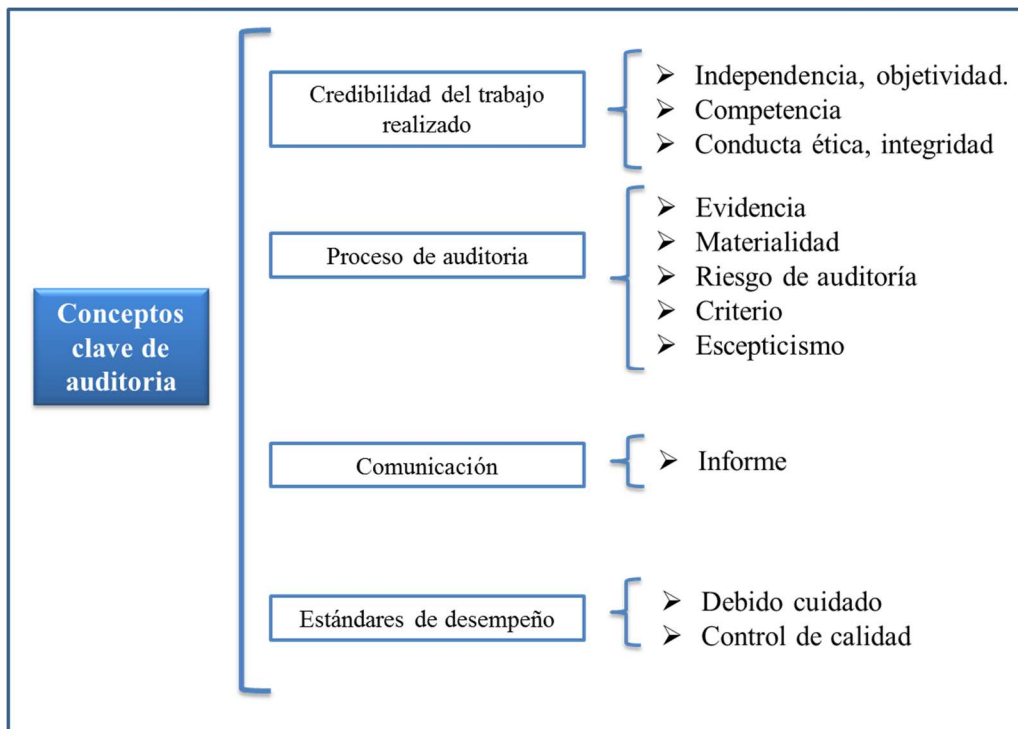 Conceptos
clave de
auditoria
Credibilidad del trabajo
realizado
Independencia, objetividad.
Competencia
Conducta ética, integridad
Proceso de auditoria
Evidencia
Materialidad
Riesgo de auditoría
Criterio
Escepticismo
Comunicación
Informe
Estándares de desempeño
Debido cuidado
Control de calidad